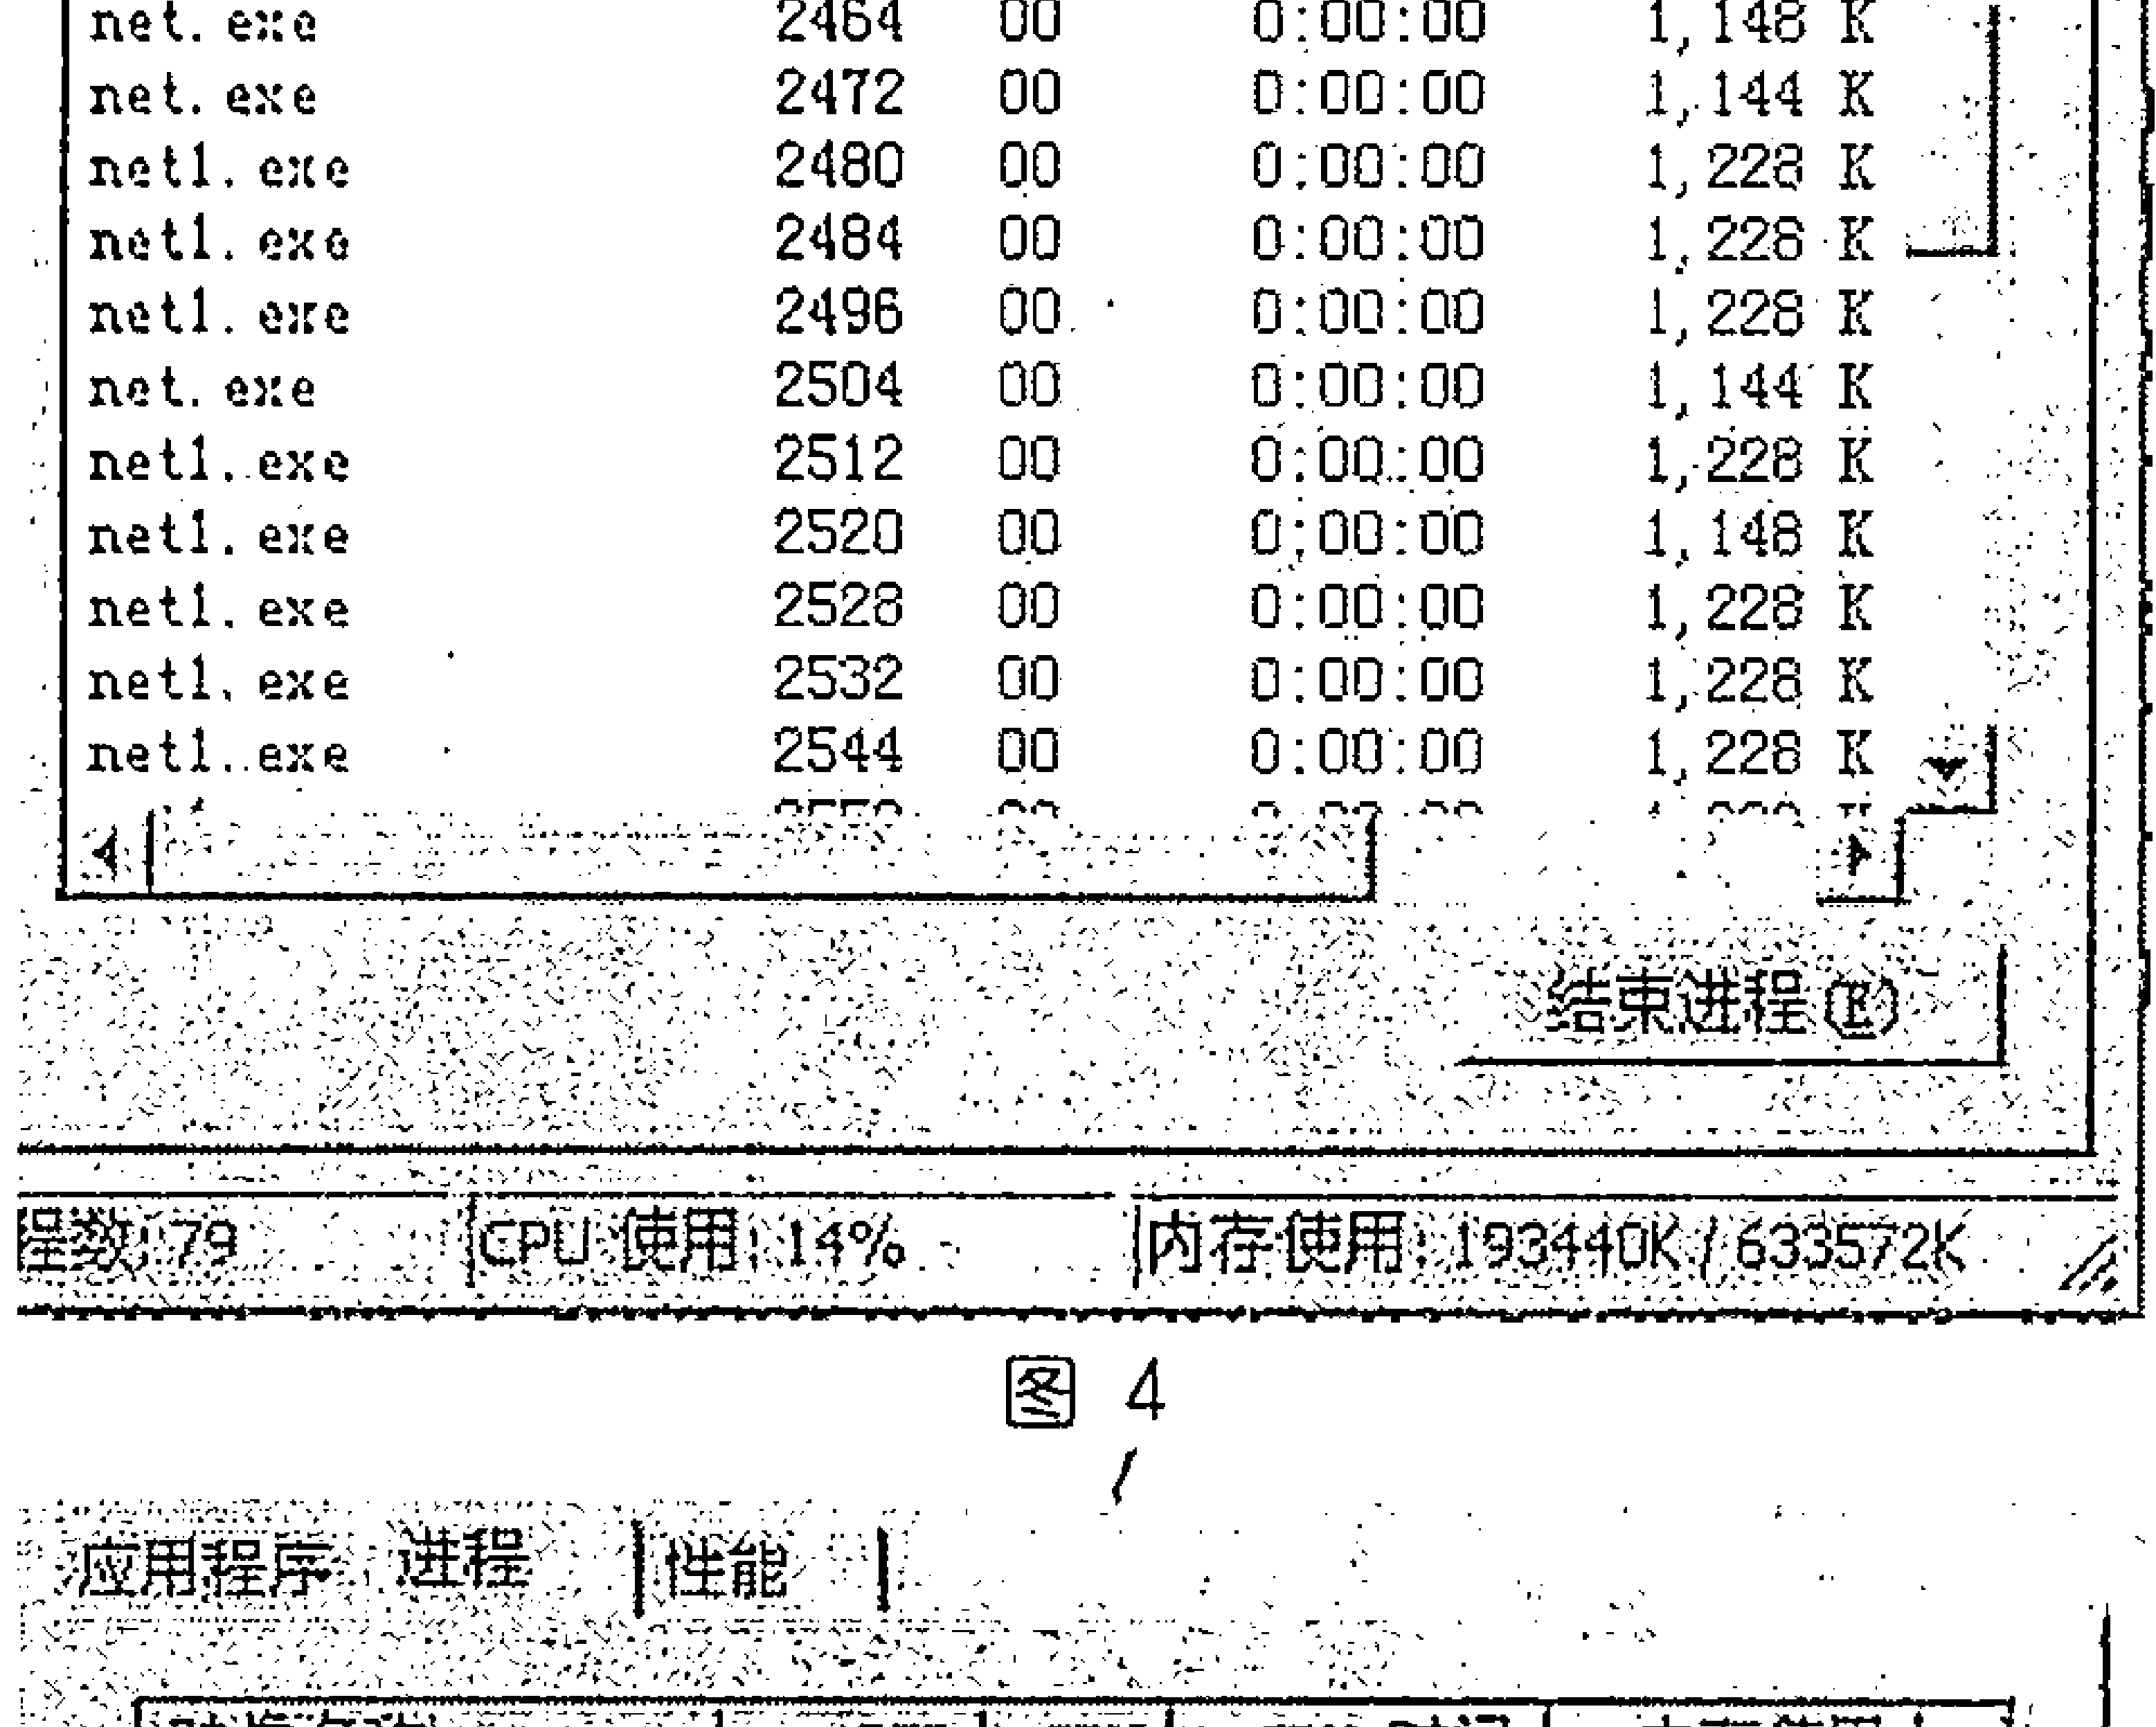 net.exe 2464 00 0:00:00 1,148 K
net.exe 2472 00 0:00:00 1,144 K
net1.exe 2480 00 0:00:00 1,228 K
net1.exe 2484 00 0:00:00 1,228 K
net1.exe 2496 00 0:00:00 1,228 K
net.exe 2504 00 0:00:00 1,144 K
net1.exe 2512 00 0:00:00 1,228 K
net1.exe 2520 00 0:00:00 1,148 K
net1.exe 2528 00 0:00:00 1,228 K
net1.exe 2532 00 0:00:00 1,228 K
net1.exe 2544 00 0:00:00 1,228 K
结束进程(E)
程数: 79 CPU 使用: 14% 内存使用: 193440K / 633572K
图 4
应用程序 进程 性能